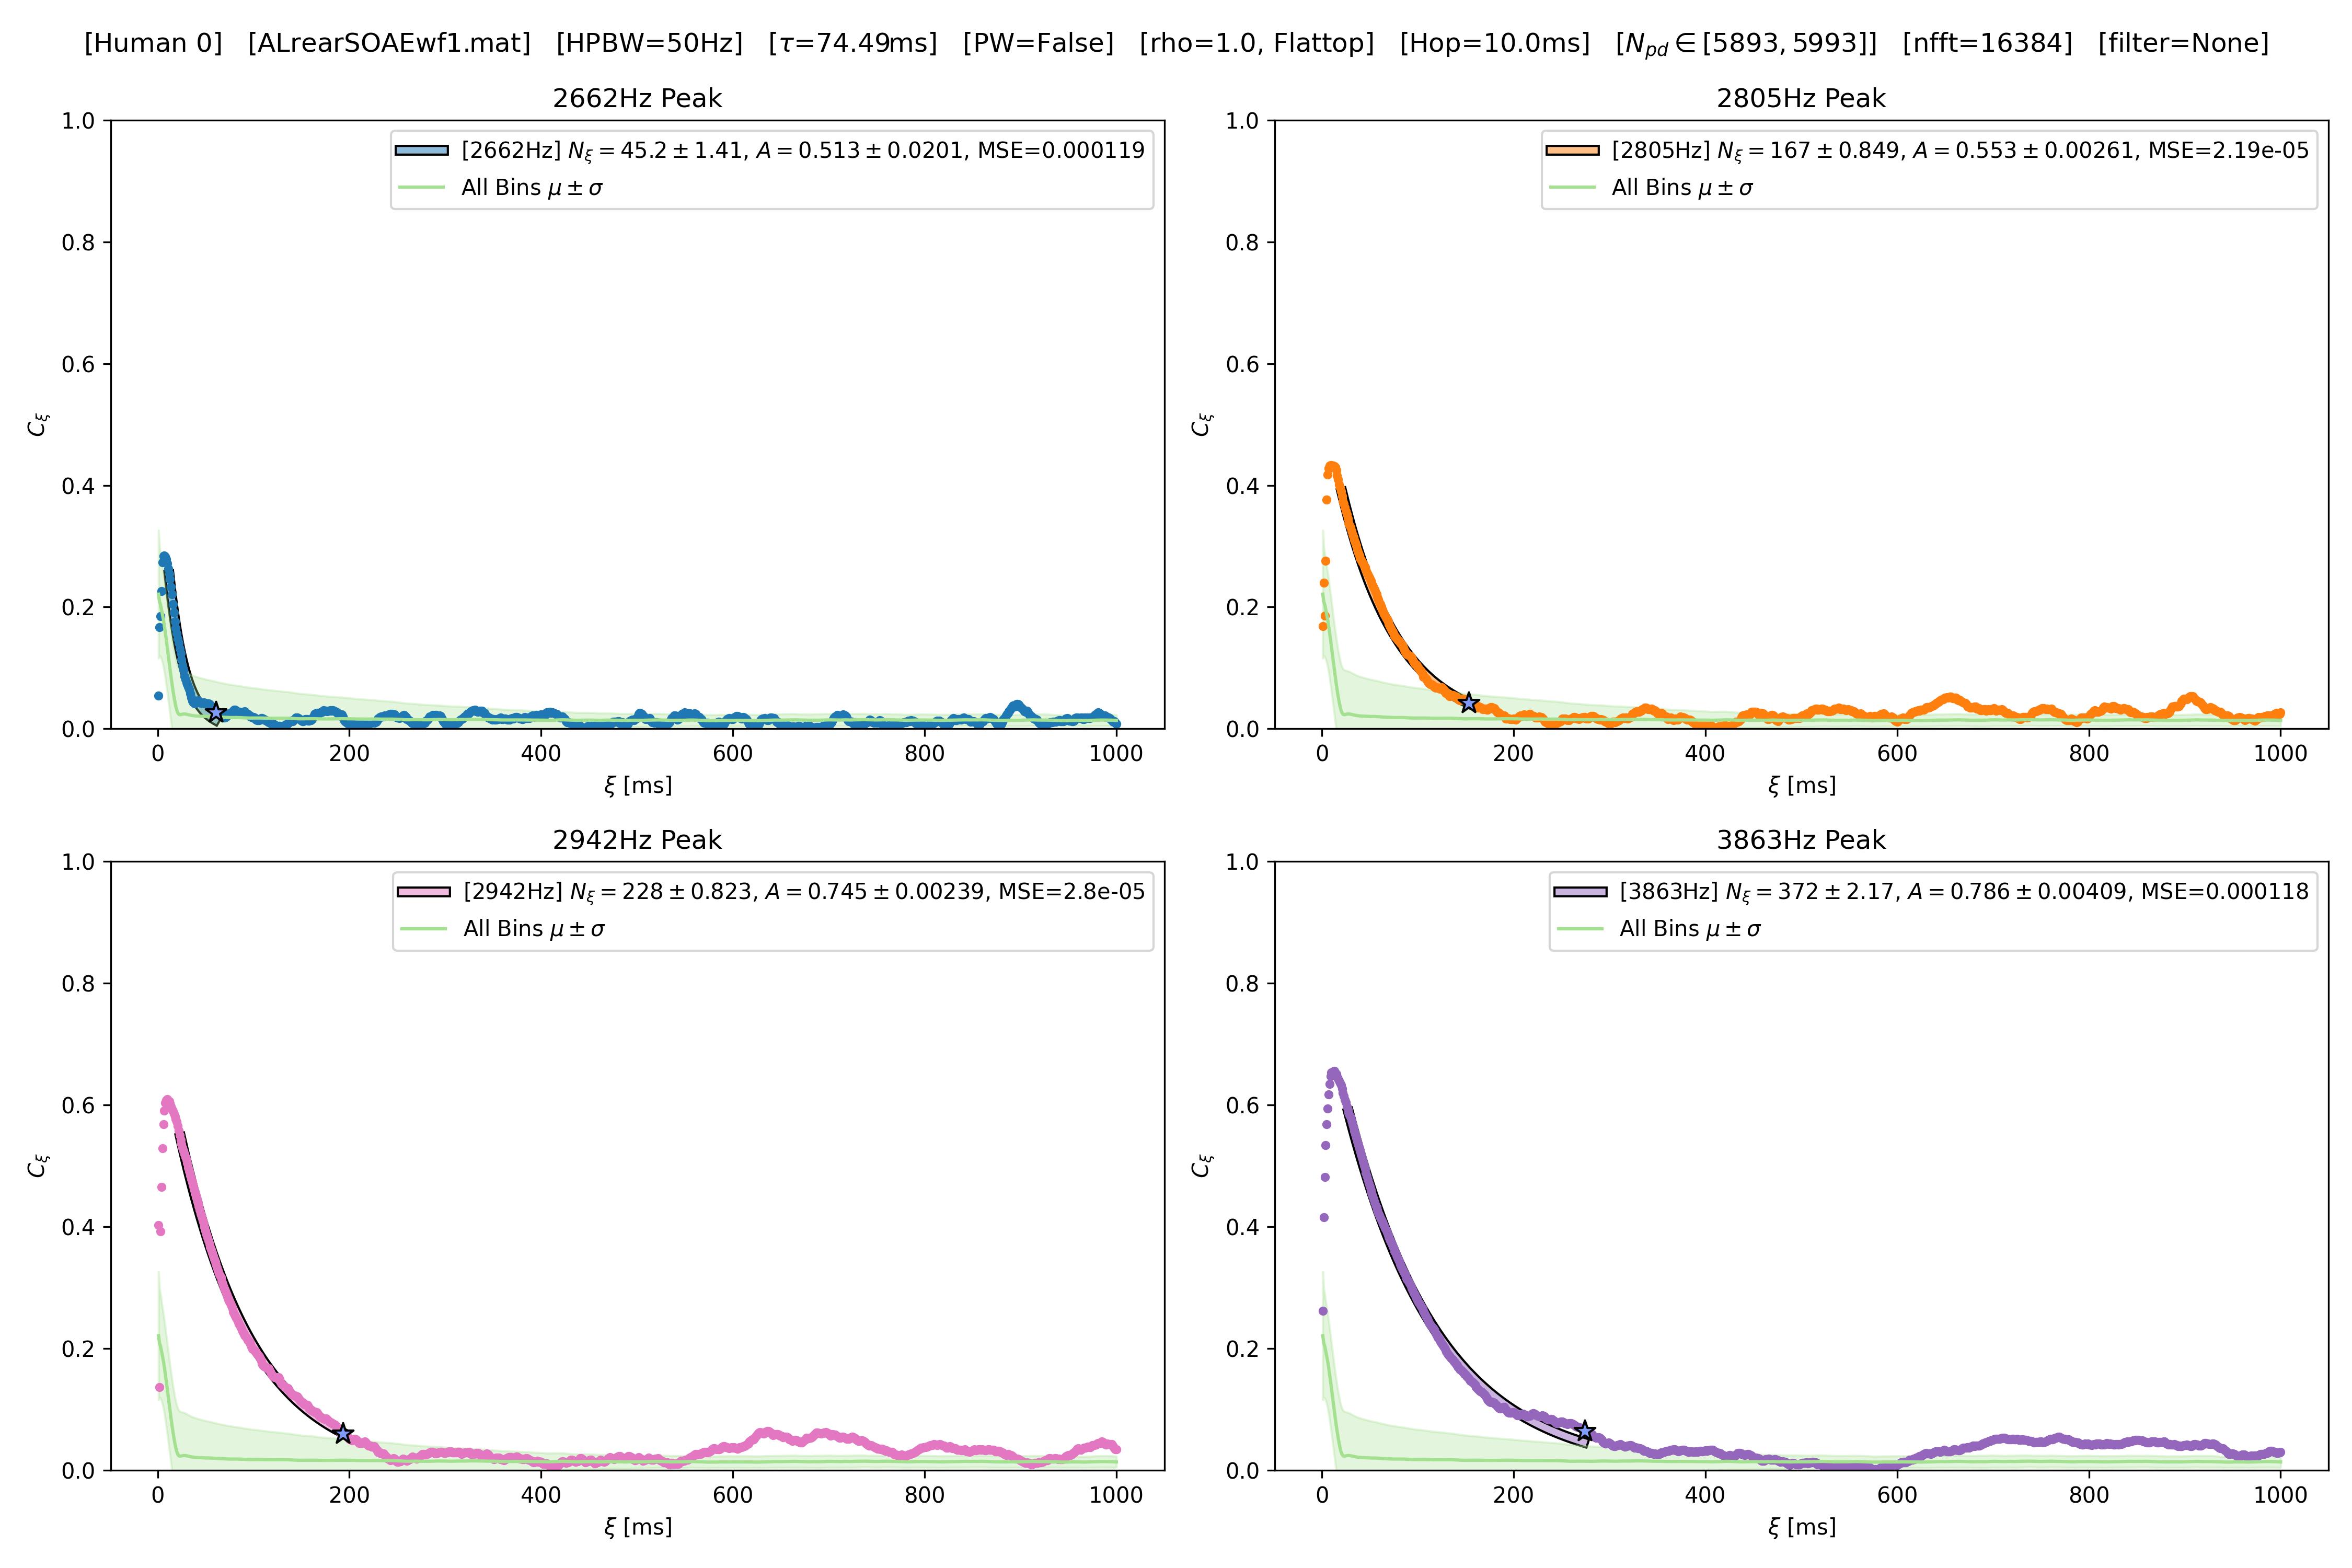 [Human 0] [ALrearSOAEwf1.mat] [HPBW=50Hz] [τ=74.49ms] [PW=False] [rho=1.0, Flattop] [Hop=10.0ms] [N_pd ∈ [5893, 5993]] [nfft=16384] [filter=None]
2662Hz Peak
[2662Hz] N_ξ = 45.2 ± 1.41, A = 0.513 ± 0.0201, MSE=0.000119
All Bins μ ± σ
1.0
0.8
0.6
0.4
0.2
0.0
C_ξ
0 200 400 600 800 1000
ξ [ms]
2805Hz Peak
[2805Hz] N_ξ = 167 ± 0.849, A = 0.553 ± 0.00261, MSE=2.19e-05
All Bins μ ± σ
1.0
0.8
0.6
0.4
0.2
0.0
C_ξ
0 200 400 600 800 1000
ξ [ms]
2942Hz Peak
[2942Hz] N_ξ = 228 ± 0.823, A = 0.745 ± 0.00239, MSE=2.8e-05
All Bins μ ± σ
1.0
0.8
0.6
0.4
0.2
0.0
C_ξ
0 200 400 600 800 1000
ξ [ms]
3863Hz Peak
[3863Hz] N_ξ = 372 ± 2.17, A = 0.786 ± 0.00409, MSE=0.000118
All Bins μ ± σ
1.0
0.8
0.6
0.4
0.2
0.0
C_ξ
0 200 400 600 800 1000
ξ [ms]